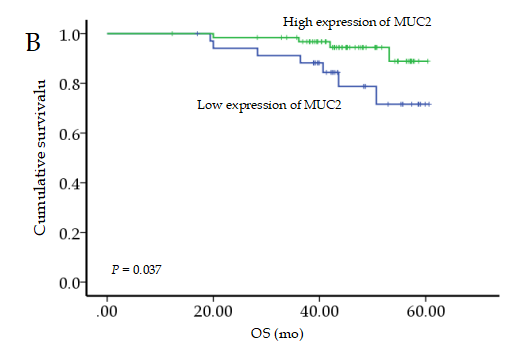 B
High expression of MUC2
Low expression of MUC2
Cumulative survivalu
1.0
0.8
0.6
0.4
0.2
0.0
P = 0.037
.00 20.00 40.00 60.00
OS (mo)